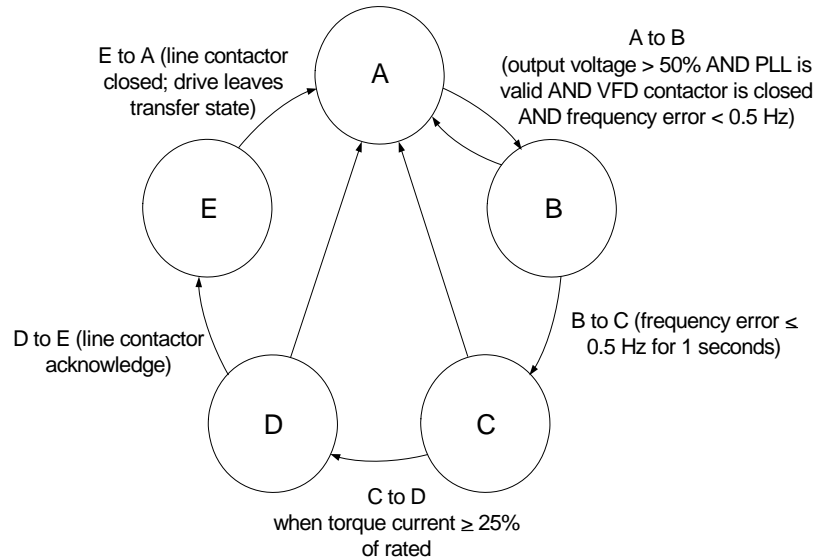 E to A (line contactor
closed; drive leaves
transfer state)
A
A to B
(output voltage > 50% AND PLL is
valid AND VFD contactor is closed
AND frequency error < 0.5 Hz)
E
B
D to E (line contactor
acknowledge)
B to C (frequency error ≤
0.5 Hz for 1 seconds)
D
C
C to D
when torque current ≥ 25%
of rated